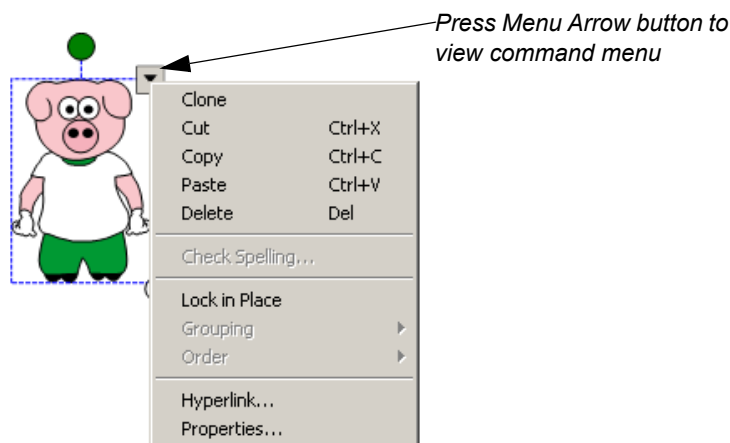 Press Menu Arrow button to
view command menu
Clone
Cut Ctrl+X
Copy Ctrl+C
Paste Ctrl+V
Delete Del
Check Spelling...
Lock in Place
Grouping
Order
Hyperlink...
Properties...